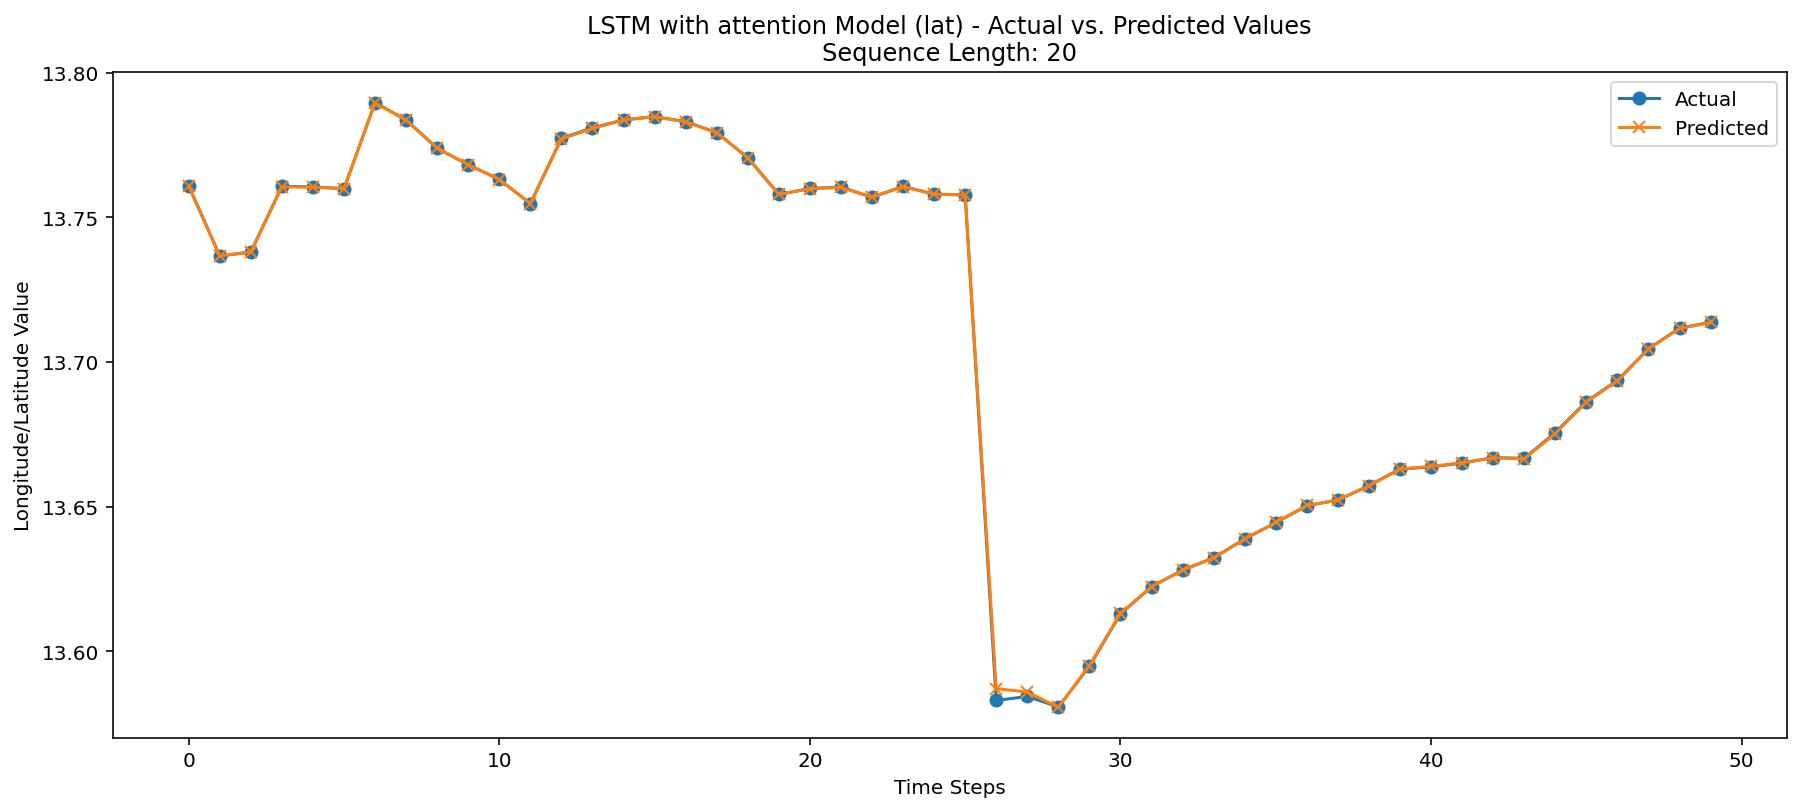 LSTM with attention Model (lat) - Actual vs. Predicted Values
Sequence Length: 20
Actual
Predicted
Longitude/Latitude Value
13.80
13.75
13.70
13.65
13.60
0 10 20 30 40 50
Time Steps